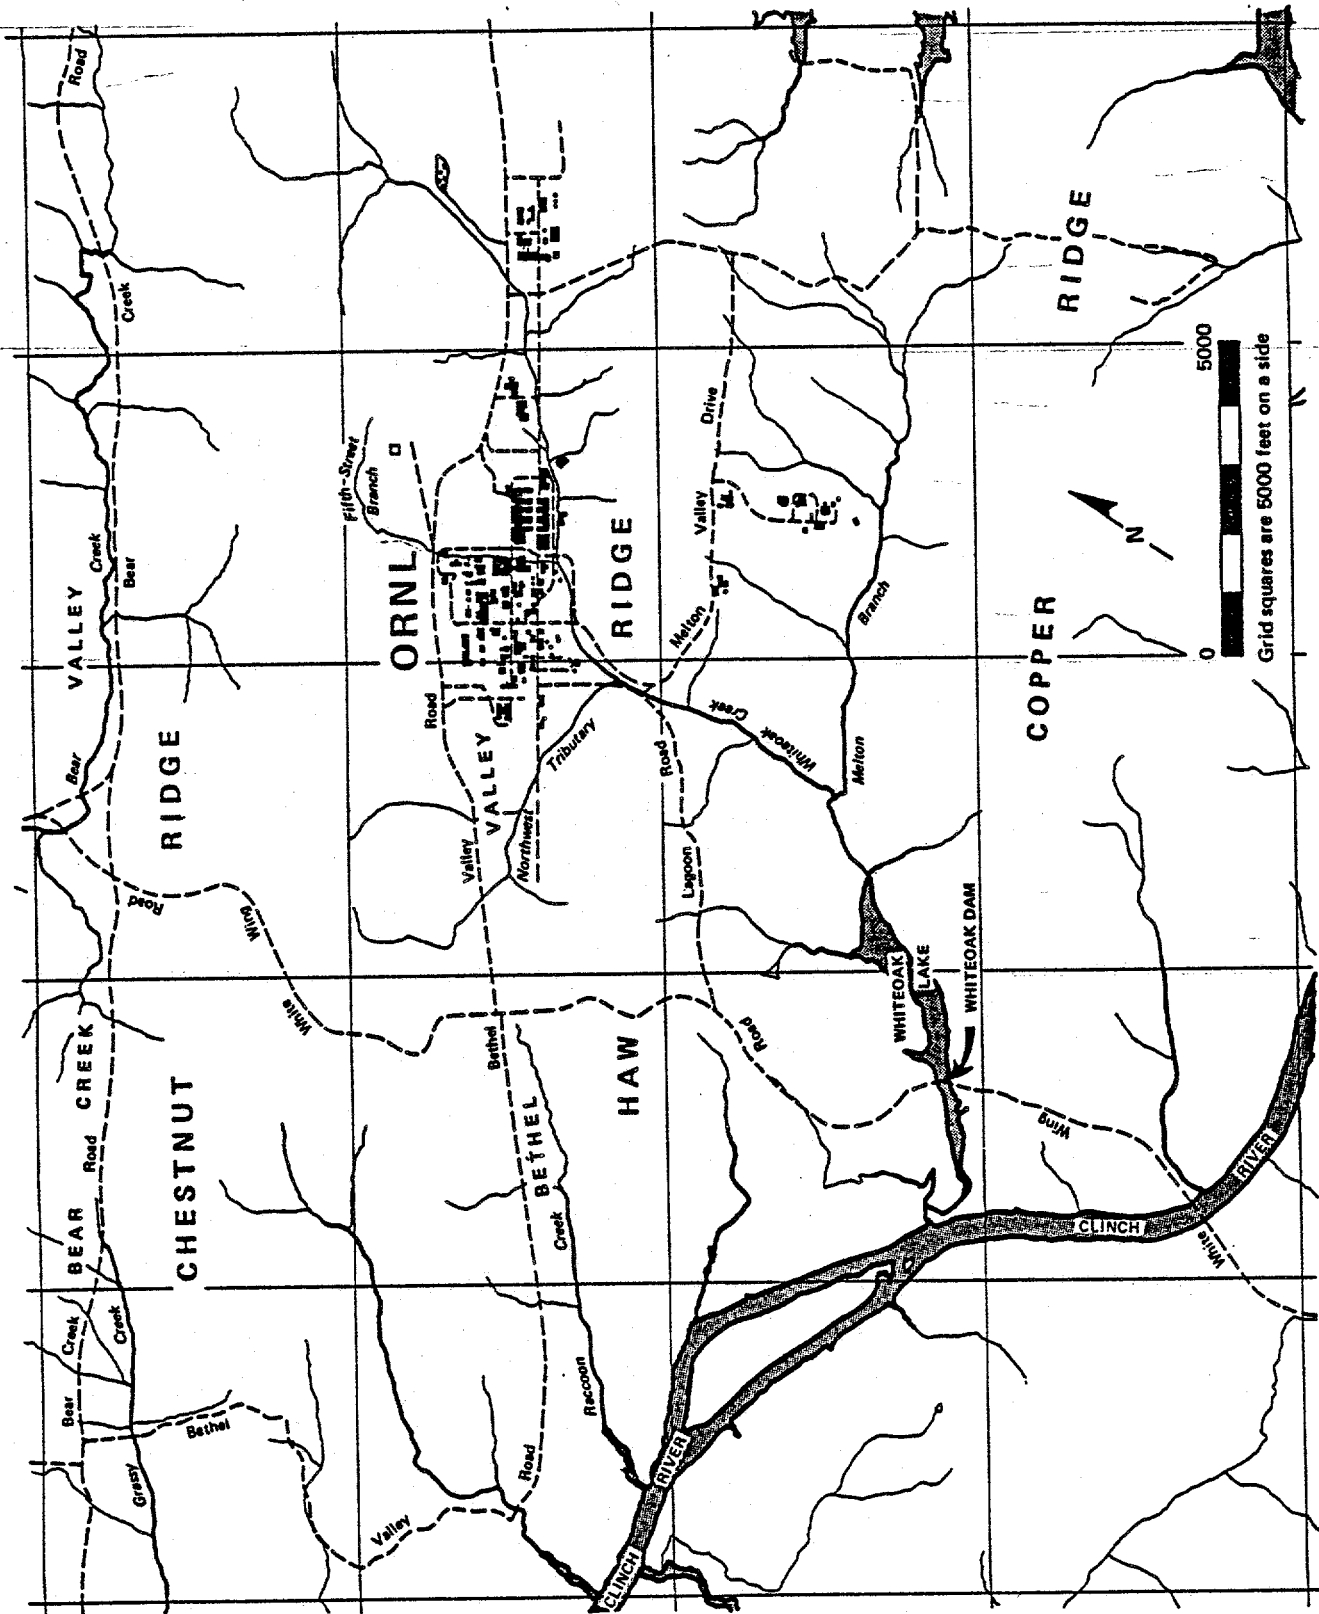 Road
Creek
Fifth-Street
Branch
ORNL
Creek
Bear
VALLEY
Bear
RIDGE
Road
Wing
White
BEAR CREEK VALLEY
Road
CHESTNUT RIDGE
Creek
Creek
Bear
Bethel
Grassy
Valley
Road
Valley
VALLEY
Northwest
Tributary
Bethel
BETHEL
Creek
Raccoon
Road
HAW RIDGE
Drive
Valley
Melton
Road
Lagoon
Road
Whiteoak
Creek
Branch
Melton
WHITEOAK
LAKE
WHITEOAK DAM
Wing
White
CLINCH
RIVER
RIVER
CLINCH
COPPER RIDGE
N
0
5000
Grid squares are 5000 feet on a side